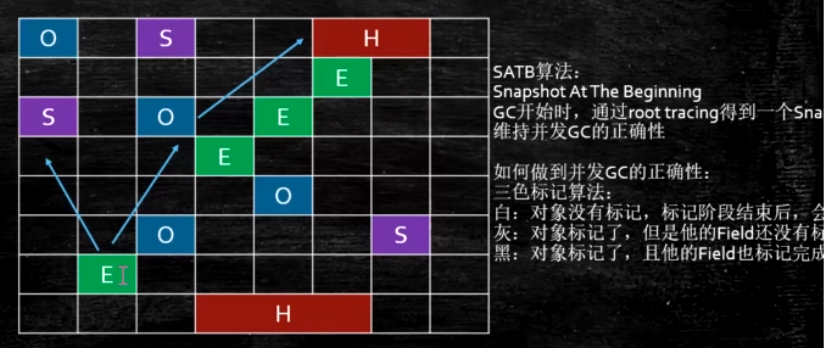 O S H
E
S O E
E
O
O S
E
H
SATB算法：
Snapshot At The Beginning
GC开始时，通过root tracing得到一个Sna
维持并发GC的正确性
如何做到并发GC的正确性：
三色标记算法：
白：对象没有标记，标记阶段结束后，会
灰：对象标记了，但是他的Field还没有标
黑：对象标记了，且他的Field也标记完成